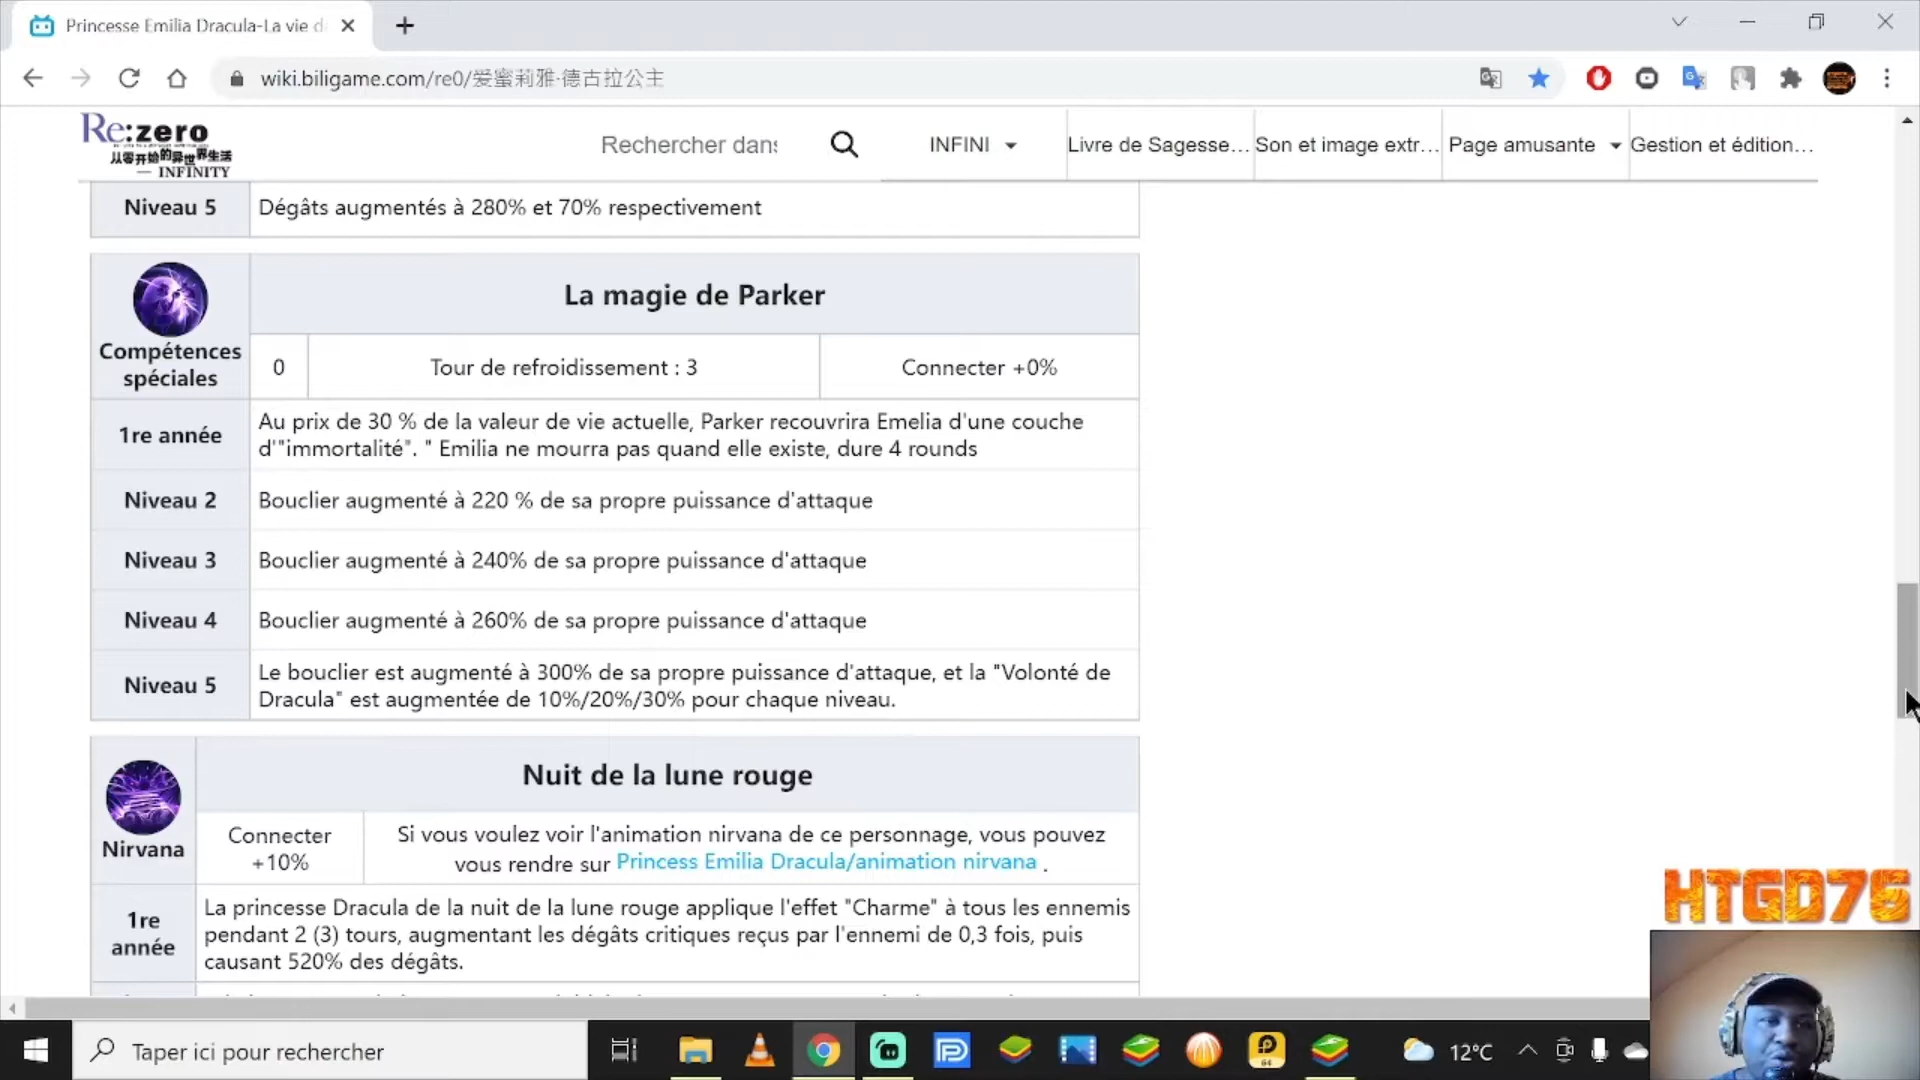 Princesse Emilia Dracula-La vie d
wiki.biligame.com/re0/爱蜜莉雅·德古拉公主
Re:zero
从零开始的异世界生活
— INFINITY
Rechercher dans
INFINI
Livre de Sagesse...
Son et image extr...
Page amusante
Gestion et édition...
Niveau 5
Dégâts augmentés à 280% et 70% respectivement
Compétences
spéciales
La magie de Parker
0
Tour de refroidissement : 3
Connecter +0%
1re année
Au prix de 30 % de la valeur de vie actuelle, Parker recouvrira Emelia d'une couche
d'"immortalité". " Emilia ne mourra pas quand elle existe, dure 4 rounds
Niveau 2
Bouclier augmenté à 220 % de sa propre puissance d'attaque
Niveau 3
Bouclier augmenté à 240% de sa propre puissance d'attaque
Niveau 4
Bouclier augmenté à 260% de sa propre puissance d'attaque
Niveau 5
Le bouclier est augmenté à 300% de sa propre puissance d'attaque, et la "Volonté de
Dracula" est augmentée de 10%/20%/30% pour chaque niveau.
Nirvana
Nuit de la lune rouge
Connecter
+10%
Si vous voulez voir l'animation nirvana de ce personnage, vous pouvez
vous rendre sur Princess Emilia Dracula/animation nirvana .
1re
année
La princesse Dracula de la nuit de la lune rouge applique l'effet "Charme" à tous les ennemis
pendant 2 (3) tours, augmentant les dégâts critiques reçus par l'ennemi de 0,3 fois, puis
causant 520% des dégâts.
HTGD76
Taper ici pour rechercher
64
12°C